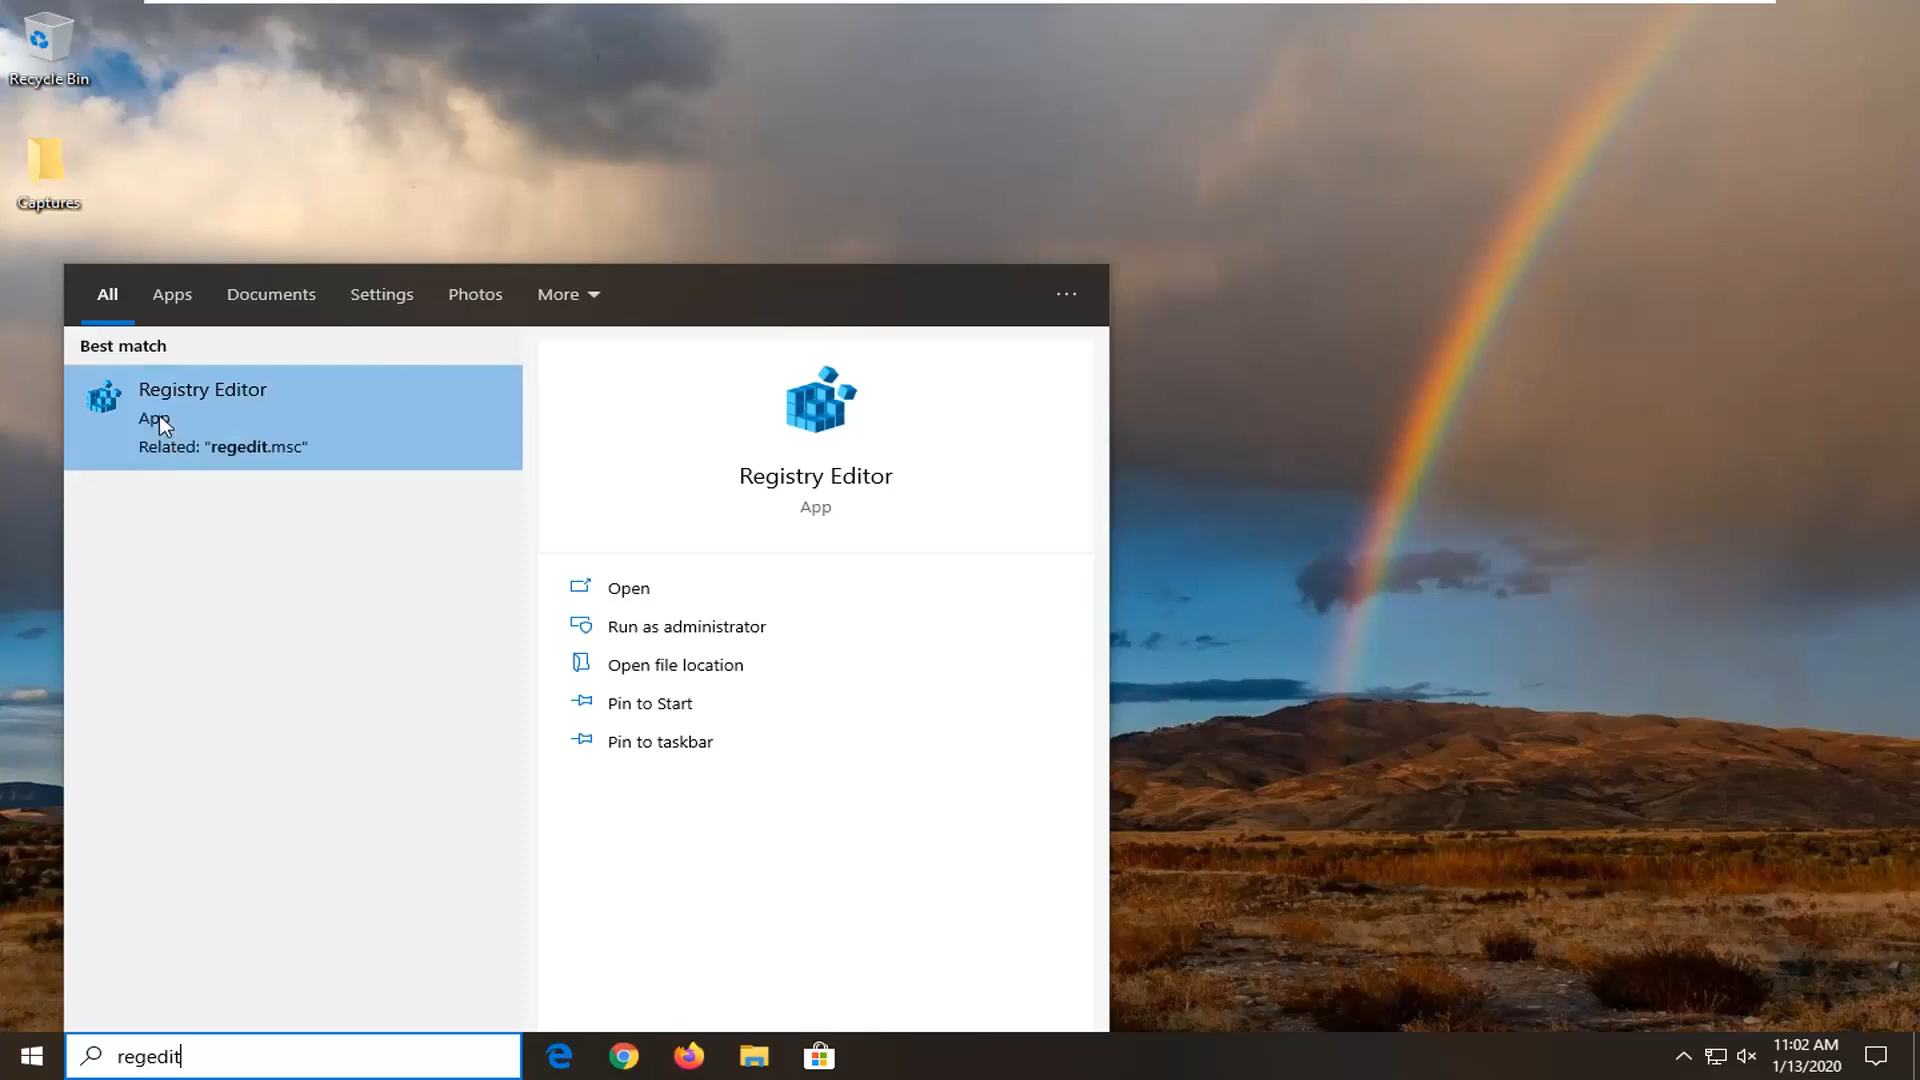 Recycle Bin
Captures
All Apps Documents Settings Photos More ...
Best match
Registry Editor
App
Related: "regedit.msc"
Registry Editor
App
Open
Run as administrator
Open file location
Pin to Start
Pin to taskbar
regedit
11:02 AM
1/13/2020